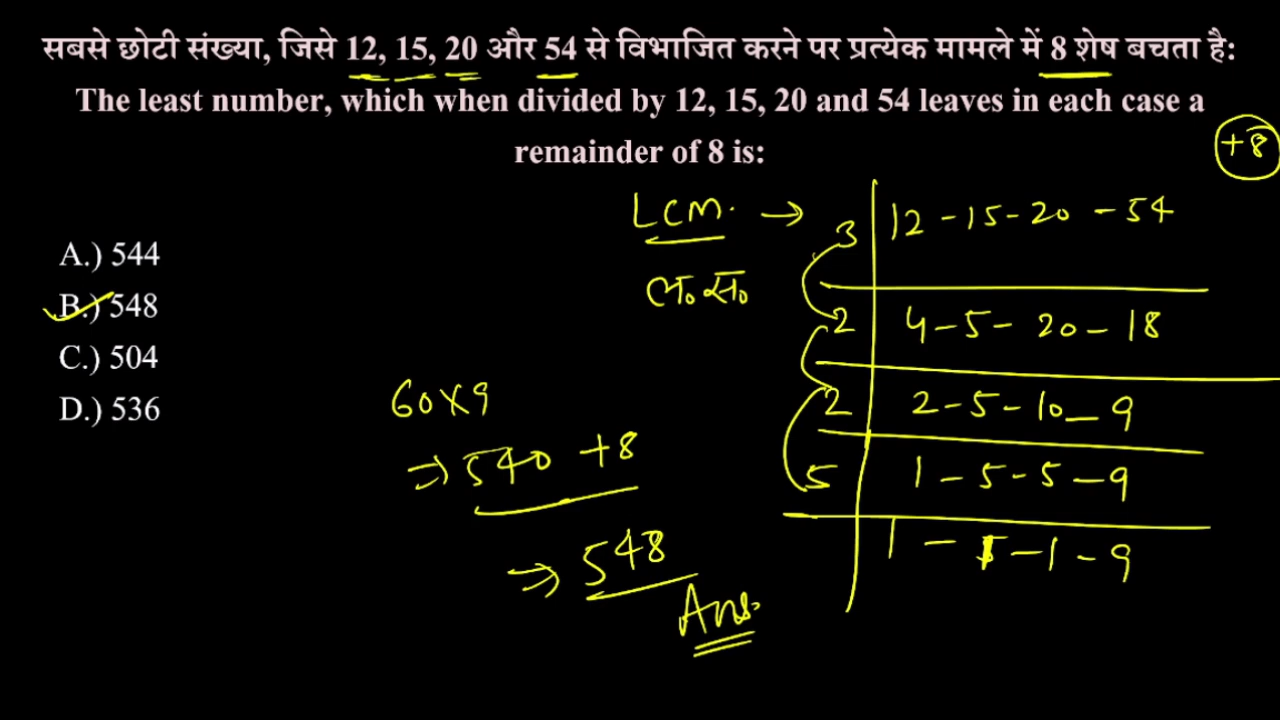 सबसे छोटी संख्या, जिसे 12, 15, 20 और 54 से विभाजित करने पर प्रत्येक मामले में 8 शेष बचता है:
The least number, which when divided by 12, 15, 20 and 54 leaves in each case a
remainder of 8 is:
+8
LCM. →
ल० स०
3 | 12 - 15 - 20 - 54
2 | 4 - 5 - 20 - 18
2 | 2 - 5 - 10 - 9
5 | 1 - 5 - 5 - 9
1 - 1 - 1 - 9
A.) 544
B.) 548
C.) 504
D.) 536
60 × 9
⇒ 540 + 8
⇒ 548
Ans.